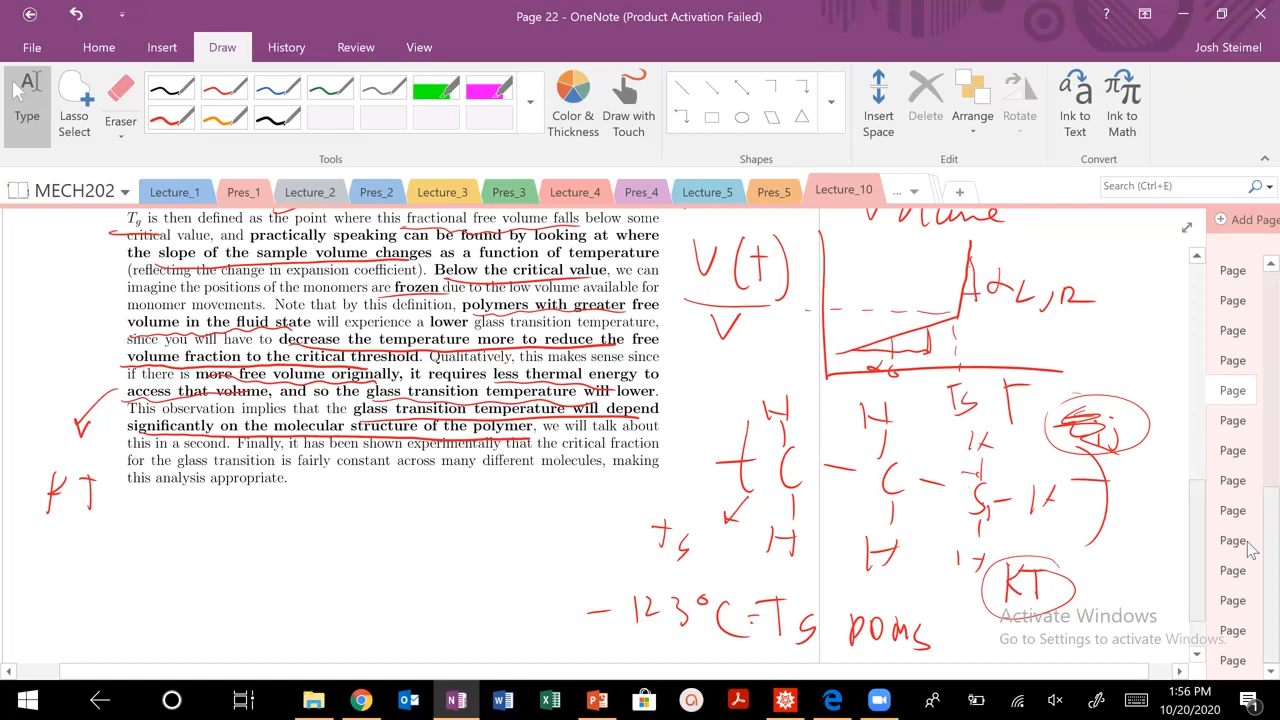 Page 22 - OneNote (Product Activation Failed)
File
Home
Insert
Draw
History
Review
View
Josh Steimel
Type
Lasso Select
Eraser
Color & Thickness
Draw with Touch
Insert Space
Delete
Arrange
Rotate
Ink to Text
Ink to Math
Tools
Shapes
Edit
Convert
MECH202
Lecture_1
Pres_1
Lecture_2
Pres_2
Lecture_3
Pres_3
Lecture_4
Pres_4
Lecture_5
Pres_5
Lecture_10
...
Search (Ctrl+E)
Add Page
Tg is then defined as the point where this fractional free volume falls below some
critical value, and practically speaking can be found by looking at where
the slope of the sample volume changes as a function of temperature
(reflecting the change in expansion coefficient). Below the critical value, we can
imagine the positions of the monomers are frozen due to the low volume available for
monomer movements. Note that by this definition, polymers with greater free
volume in the fluid state will experience a lower glass transition temperature,
since you will have to decrease the temperature more to reduce the free
volume fraction to the critical threshold. Qualitatively, this makes sense since
if there is more free volume originally, it requires less thermal energy to
access that volume, and so the glass transition temperature will lower.
This observation implies that the glass transition temperature will depend
significantly on the molecular structure of the polymer, we will talk about
this in a second. Finally, it has been shown experimentally that the critical fraction
for the glass transition is fairly constant across many different molecules, making
this analysis appropriate.
KT
Volume
V(T)
V
αL,R
αG
Tg T
H H
C - C -
H H
KT
-123°C = Tg PDMS
Page
Page
Page
Page
Page
Page
Page
Page
Page
Page
Page
Page
Page
Page
Activate Windows
Go to Settings to activate Windows.
1:56 PM
10/20/2020